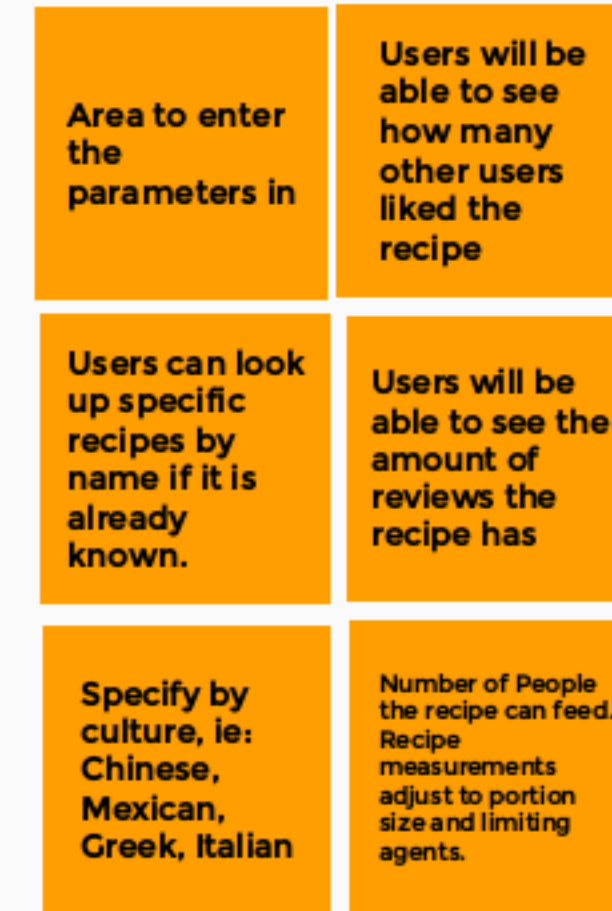 Area to enter
the
parameters in
Users will be
able to see
how many
other users
liked the
recipe
Users can look
up specific
recipes by
name if it is
already
known.
Users will be
able to see the
amount of
reviews the
recipe has
Specify by
culture, ie:
Chinese,
Mexican,
Greek, Italian
Number of People
the recipe can feed.
Recipe
measurements
adjust to portion
size and limiting
agents.